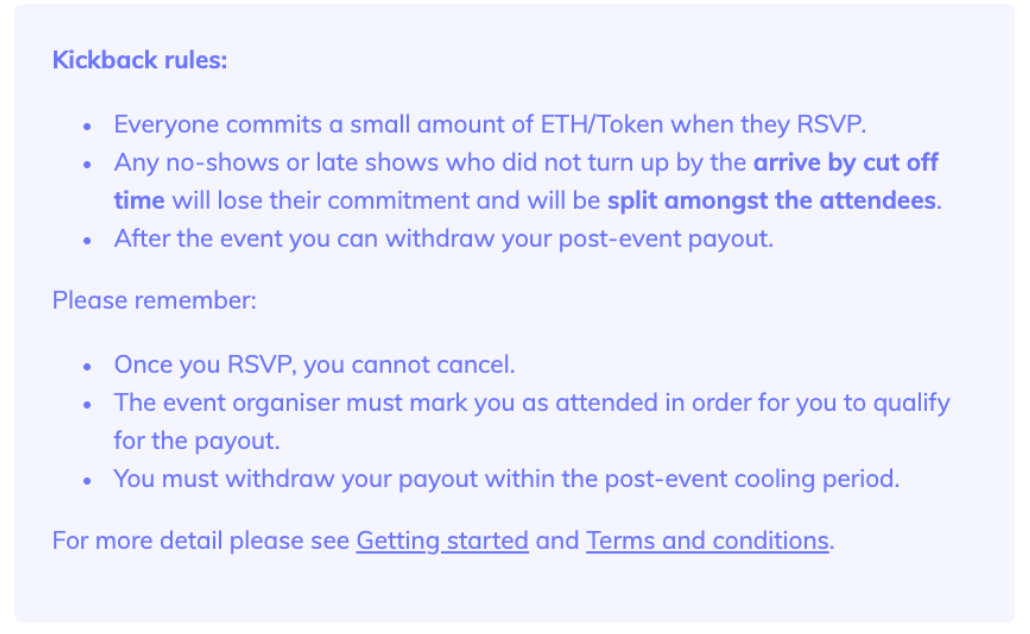 Kickback rules:
• Everyone commits a small amount of ETH/Token when they RSVP.
• Any no-shows or late shows who did not turn up by the arrive by cut off
time will lose their commitment and will be split amongst the attendees.
• After the event you can withdraw your post-event payout.
Please remember:
• Once you RSVP, you cannot cancel.
• The event organiser must mark you as attended in order for you to qualify
for the payout.
• You must withdraw your payout within the post-event cooling period.
For more detail please see Getting started and Terms and conditions.